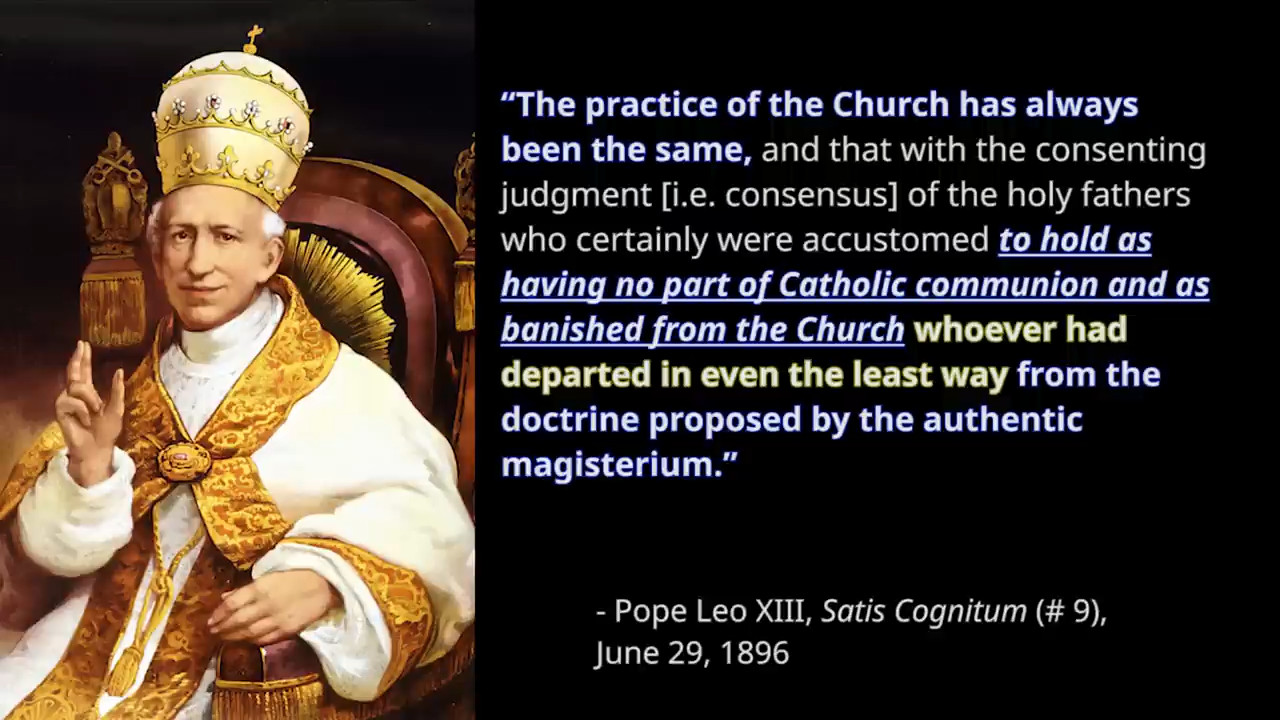 “The practice of the Church has always
been the same, and that with the consenting
judgment [i.e. consensus] of the holy fathers
who certainly were accustomed to hold as
having no part of Catholic communion and as
banished from the Church whoever had
departed in even the least way from the
doctrine proposed by the authentic
magisterium.”
- Pope Leo XIII, Satis Cognitum (# 9),
June 29, 1896